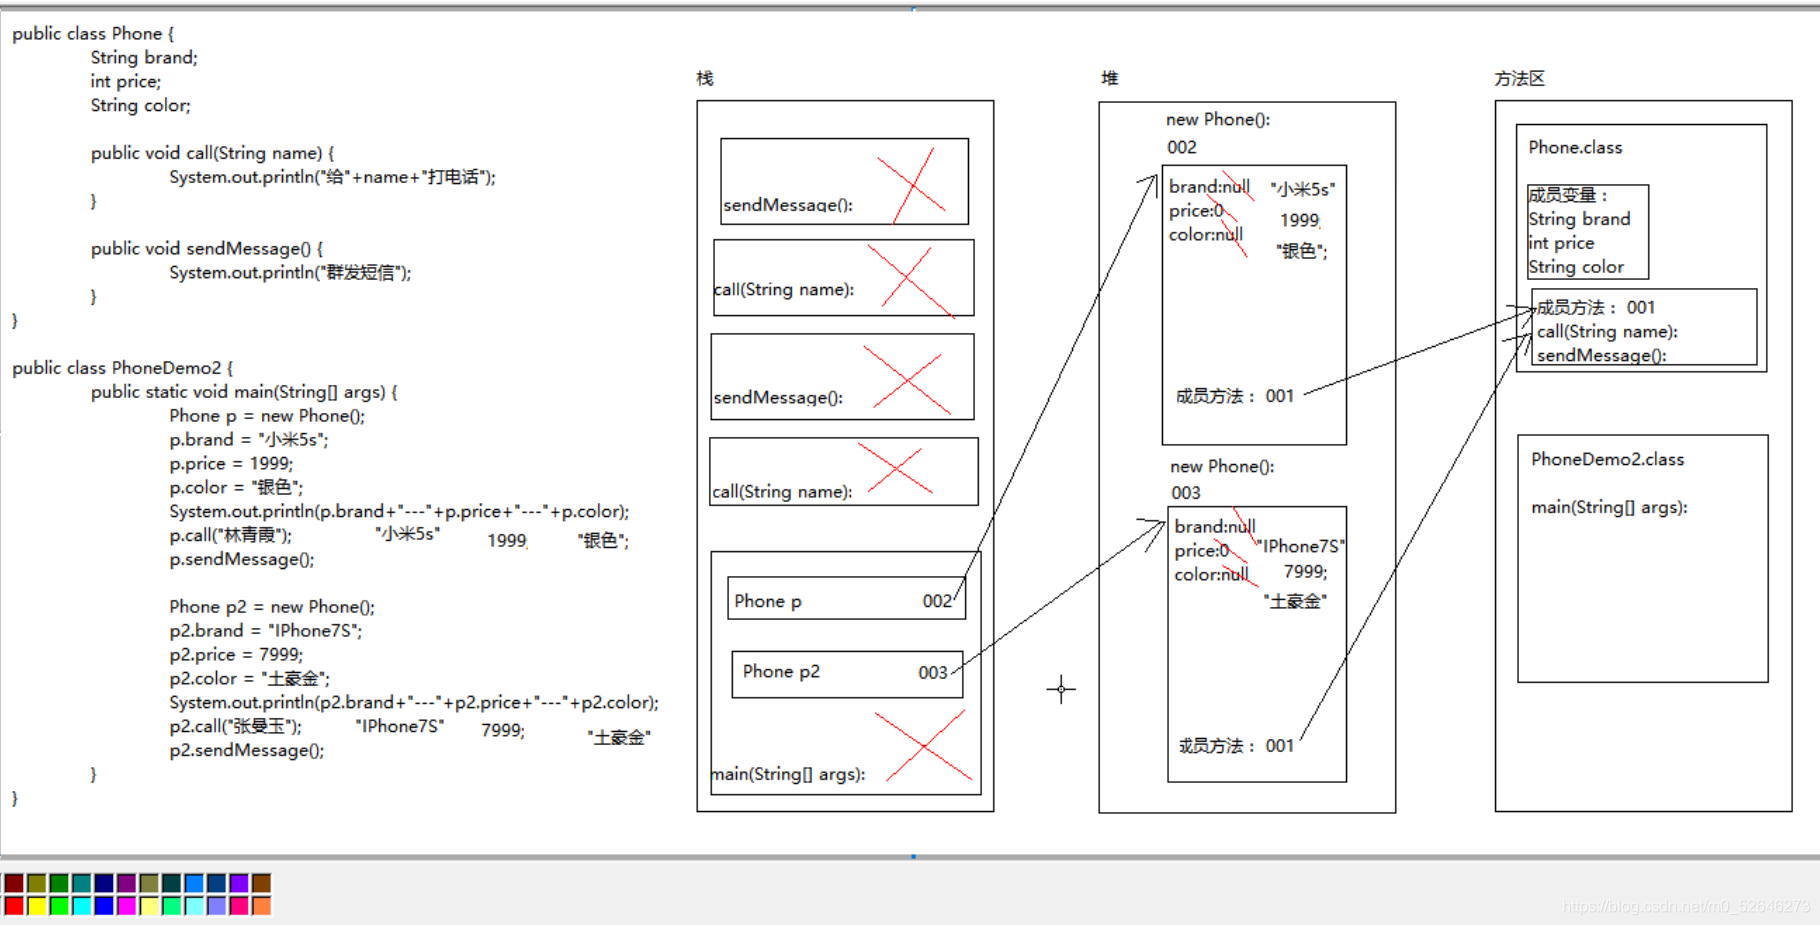 public class Phone {
String brand;
int price;
String color;
public void call(String name) {
System.out.println("给"+name+"打电话");
}
public void sendMessage() {
System.out.println("群发短信");
}
}
public class PhoneDemo2 {
public static void main(String[] args) {
Phone p = new Phone();
p.brand = "小米5s";
p.price = 1999;
p.color = "银色";
System.out.println(p.brand+"---"+p.price+"---"+p.color);
p.call("林青霞"); "小米5s" 1999; "银色";
p.sendMessage();
Phone p2 = new Phone();
p2.brand = "IPhone7S";
p2.price = 7999;
p2.color = "土豪金";
System.out.println(p2.brand+"---"+p2.price+"---"+p2.color);
p2.call("张曼玉"); "IPhone7S" 7999; "土豪金"
p2.sendMessage();
}
}
栈
sendMessage():
call(String name):
sendMessage():
call(String name):
Phone p 002
Phone p2 003
main(String[] args):
堆
new Phone():
002
brand:null "小米5s"
price:0 1999;
color:null "银色";
成员方法： 001
new Phone():
003
brand:null "IPhone7S"
price:0 7999;
color:null "土豪金"
成员方法： 001
方法区
Phone.class
成员变量：
String brand
int price
String color
成员方法： 001
call(String name):
sendMessage():
PhoneDemo2.class
main(String[] args):
https://blog.csdn.net/m0_52646273